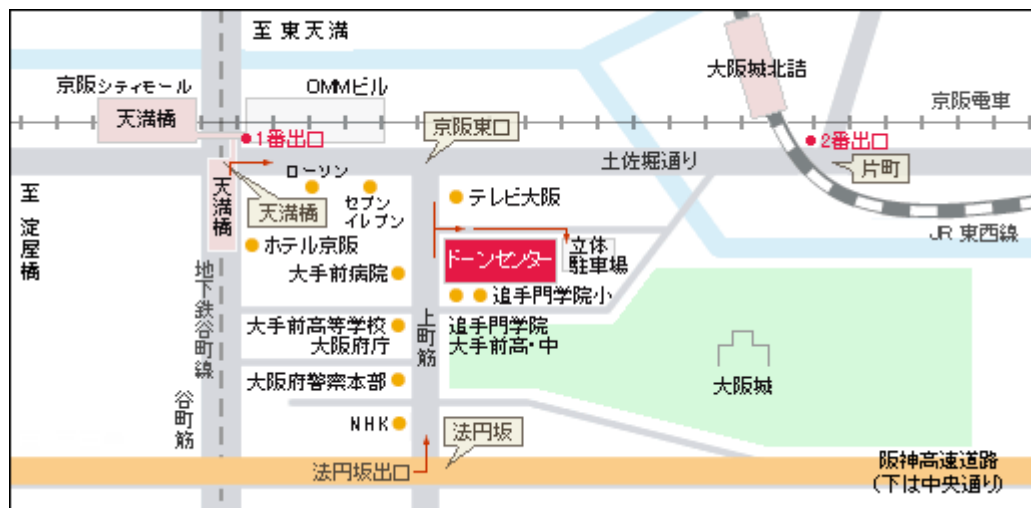 至 東天満
京阪シティモール
OMMビル
大阪城北詰
京阪電車
天満橋
1番出口
京阪東口
2番出口
土佐堀通り
片町
ローソン
セブン
イレブン
天満橋
天満橋
テレビ大阪
至 淀屋橋
ホテル京阪
ドーンセンター
立体
駐車場
JR 東西線
大手前病院
追手門学院小
地下鉄谷町線
大手前高等学校
大阪府庁
上町筋
追手門学院
大手前高・中
大阪城
大阪府警察本部
谷町筋
NHK
法円坂
法円坂出口
阪神高速道路
(下は中央通り)